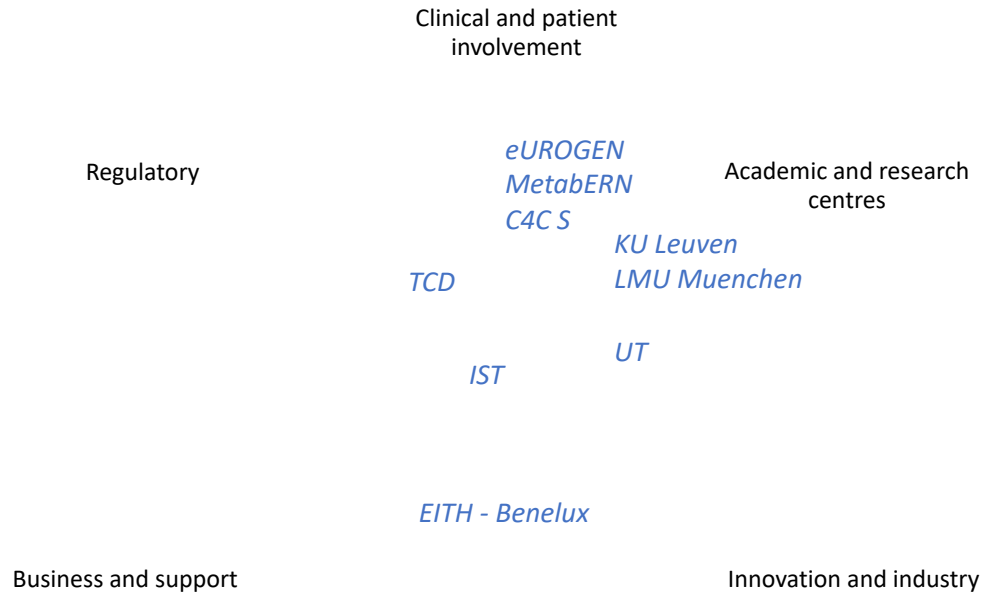 Clinical and patient
involvement
Regulatory
eUROGEN
MetabERN
C4C S
Academic and research
centres
KU Leuven
LMU Muenchen
TCD
UT
IST
EITH - Benelux
Business and support
Innovation and industry